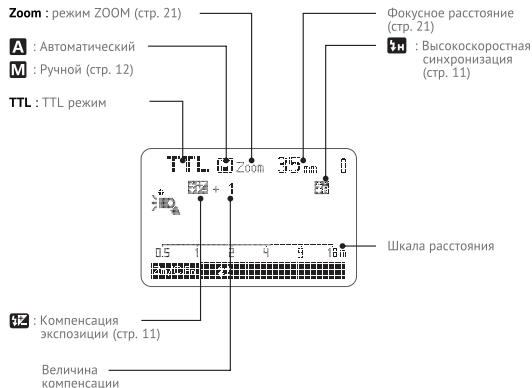 Zoom : режим ZOOM (стр. 21)
A : Автоматический
M : Ручной (стр. 12)
TTL : TTL режим
Фокусное расстояние
(стр. 21)
H : Высокоскоростная
синхронизация
(стр. 11)
TTL M Zoom 35mm
+ 1
0.5 1 2 4 9 18m
Шкала расстояния
: Компенсация
экспозиции (стр. 11)
Величина
компенсации